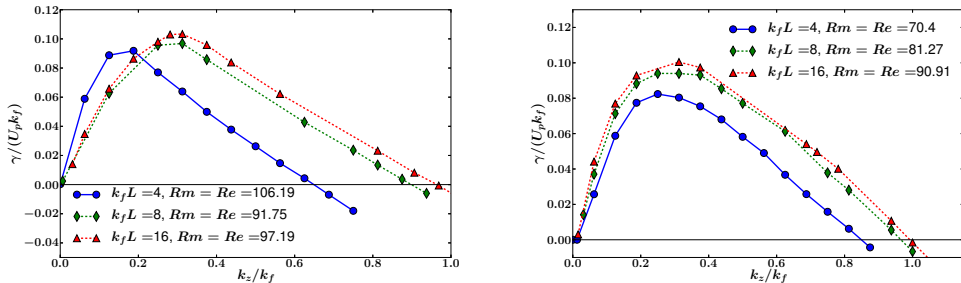 γ/(U_p k_f)
0.12
0.10
0.08
0.06
0.04
0.02
0.00
−0.02
−0.04
k_f L =4, Rm = Re=106.19
k_f L =8, Rm = Re=91.75
k_f L =16, Rm = Re=97.19
0.0 0.2 0.4 0.6 0.8 1.0
k_z/k_f
γ/(U_p k_f)
0.12
0.10
0.08
0.06
0.04
0.02
0.00
k_f L =4, Rm = Re=70.4
k_f L =8, Rm = Re=81.27
k_f L =16, Rm = Re=90.91
0.0 0.2 0.4 0.6 0.8 1.0
k_z/k_f